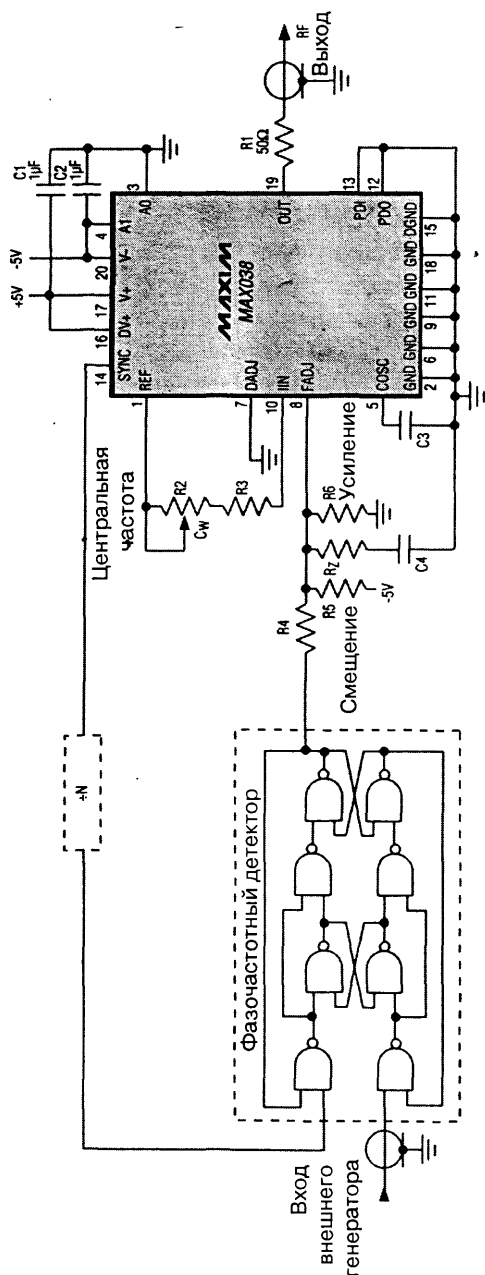 C1
1µF
C2
1µF
-5V
+5V
14
16
17
20
4
3
SYNC
DV+
V+
V-
A1
A0
1
REF
MAXIM
MAX038
OUT
19
R1
50Ω
RF
Выход
7
DADJ
10
IIN
8
FADJ
5
COSC
PDI
13
PDO
12
GND
GND
GND
GND
GND
DGND
2
6
9
11
18
15
Центральная
частота
R2
CW
R3
Усиление
R6
RZ
R5
R4
C3
C4
-5V
Смещение
÷N
Фазочастотный детектор
Вход
внешнего
генератора